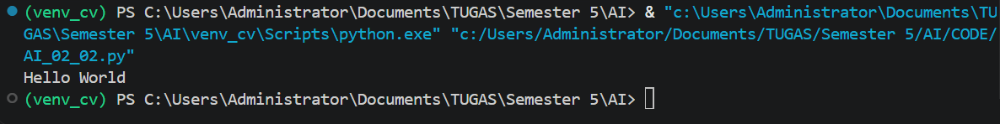 (venv_cv) PS C:\Users\Administrator\Documents\TUGAS\Semester 5\AI> & "c:\Users\Administrator\Documents\TU
GAS\Semester 5\AI\venv_cv\Scripts\python.exe" "c:/Users/Administrator/Documents/TUGAS/Semester 5/AI/CODE/
AI_02_02.py"
Hello World
(venv_cv) PS C:\Users\Administrator\Documents\TUGAS\Semester 5\AI>